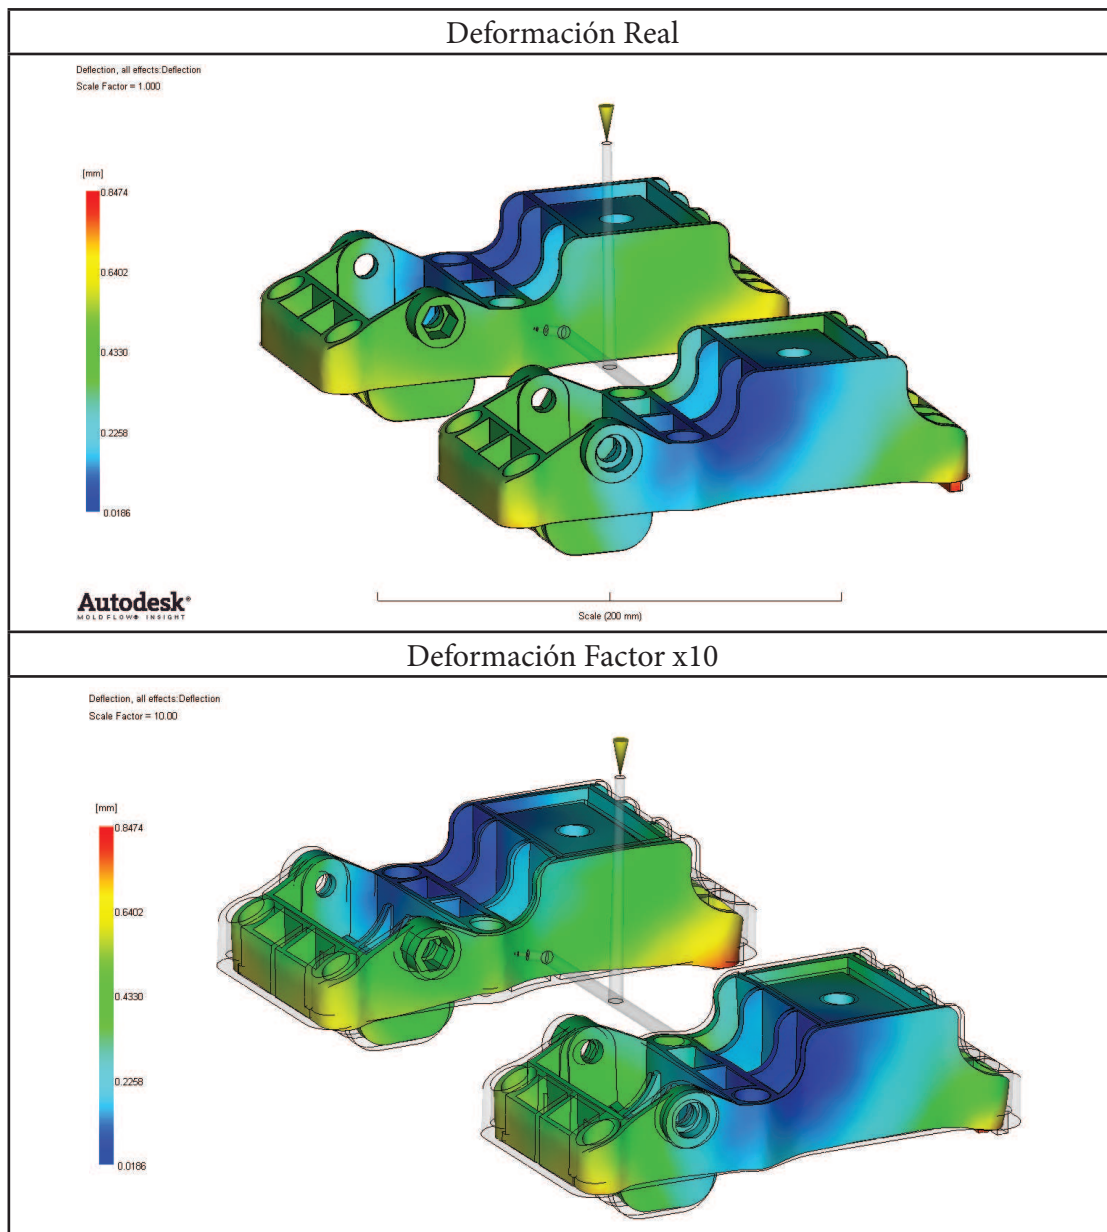 Deformación Real
Deflection, all effects:Deflection
Scale Factor = 1.000
[mm]
0.8474
0.6402
0.4330
0.2258
0.0186
Autodesk®
MOLDFLOW® INSIGHT
Scale (200 mm)
Deformación Factor x10
Deflection, all effects:Deflection
Scale Factor = 10.00
[mm]
0.8474
0.6402
0.4330
0.2258
0.0186